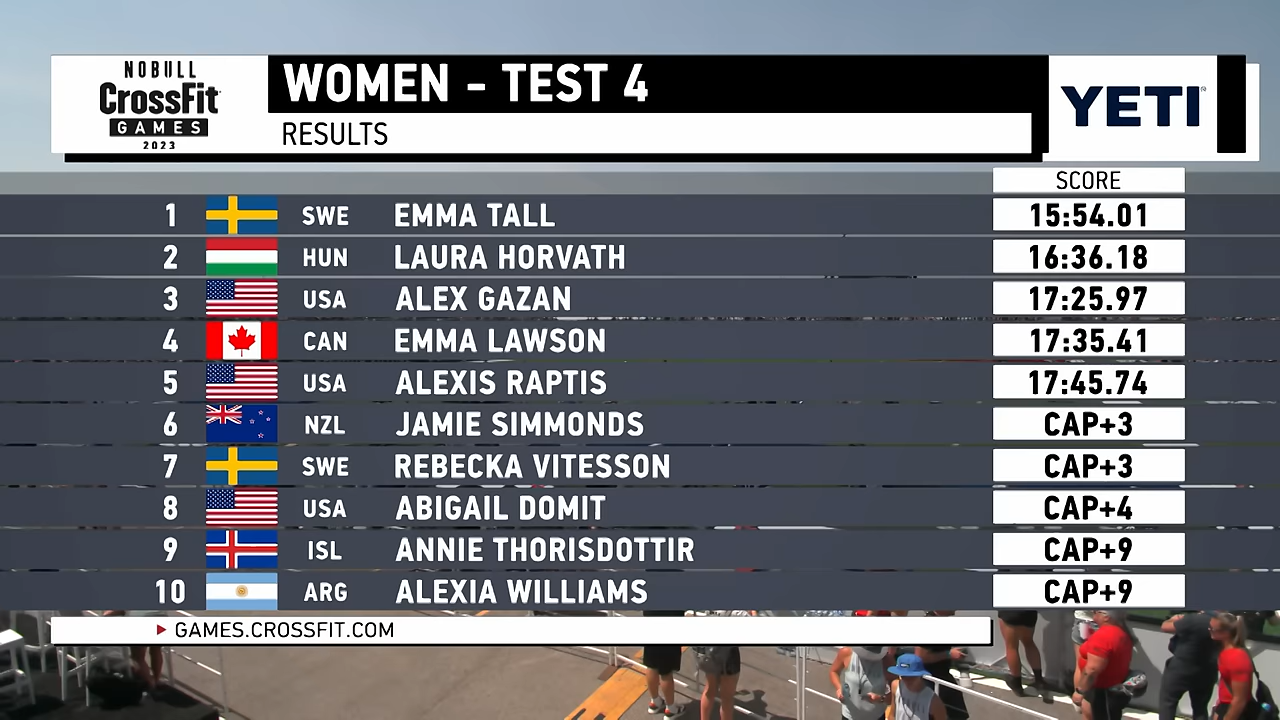 NOBULL
CrossFit
GAMES
2023
WOMEN - TEST 4
RESULTS
YETI
SCORE
1 SWE EMMA TALL 15:54.01
2 HUN LAURA HORVATH 16:36.18
3 USA ALEX GAZAN 17:25.97
4 CAN EMMA LAWSON 17:35.41
5 USA ALEXIS RAPTIS 17:45.74
6 NZL JAMIE SIMMONDS CAP+3
7 SWE REBECKA VITESSON CAP+3
8 USA ABIGAIL DOMIT CAP+4
9 ISL ANNIE THORISDOTTIR CAP+9
10 ARG ALEXIA WILLIAMS CAP+9
GAMES.CROSSFIT.COM